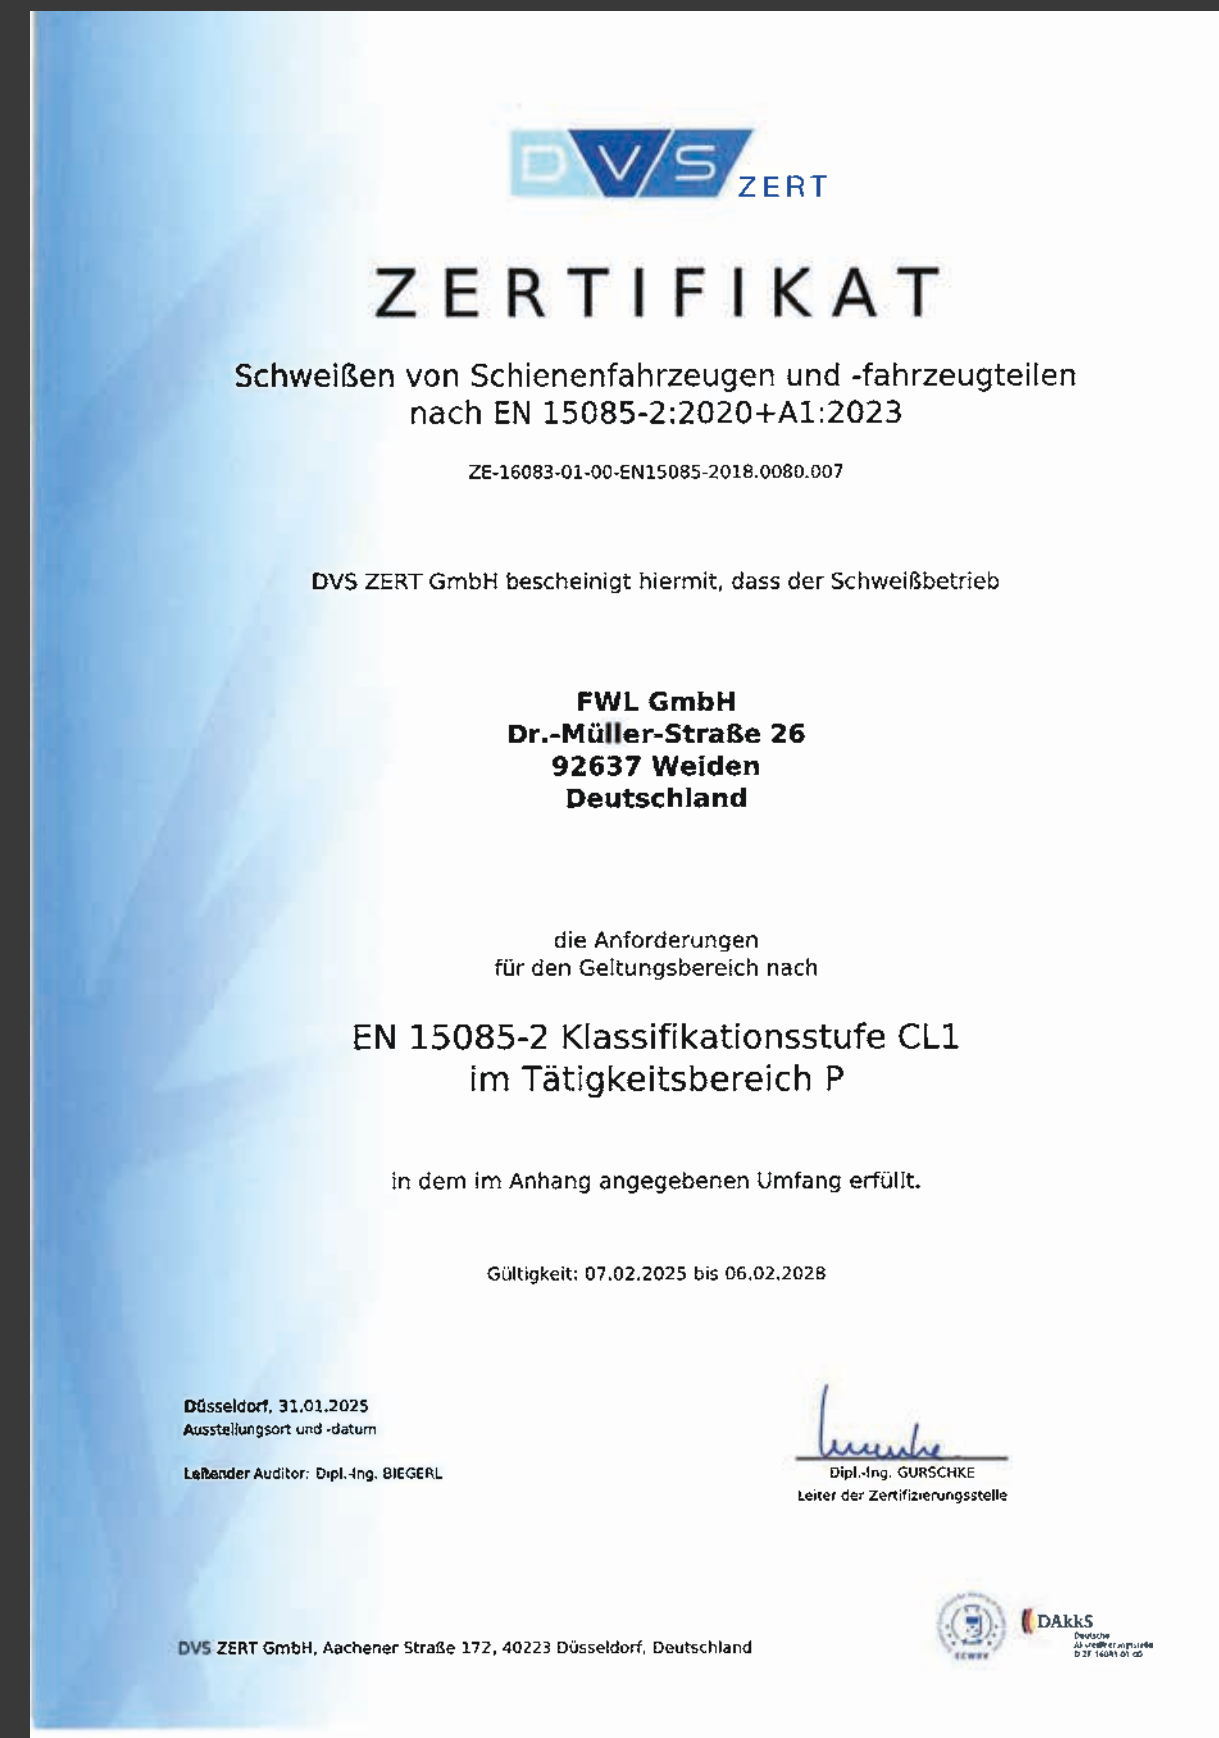 DVS ZERT
ZERTIFIKAT
Schweißen von Schienenfahrzeugen und -fahrzeugteilen
nach EN 15085-2:2020+A1:2023
ZE-16083-01-00-EN15085-2018.0080.007
DVS ZERT GmbH bescheinigt hiermit, dass der Schweißbetrieb
FWL GmbH
Dr.-Müller-Straße 26
92637 Weiden
Deutschland
die Anforderungen
für den Geltungsbereich nach
EN 15085-2 Klassifikationsstufe CL1
im Tätigkeitsbereich P
in dem im Anhang angegebenen Umfang erfüllt.
Gültigkeit: 07.02.2025 bis 06.02.2028
Düsseldorf, 31.01.2025
Ausstellungsort und -datum
Leitender Auditor: Dipl.-Ing. BIEGERL
Dipl.-Ing. GURSCHKE
Leiter der Zertifizierungsstelle
DVS ZERT GmbH, Aachener Straße 172, 40223 Düsseldorf, Deutschland
DAkkS
Deutsche
Akkreditierungsstelle